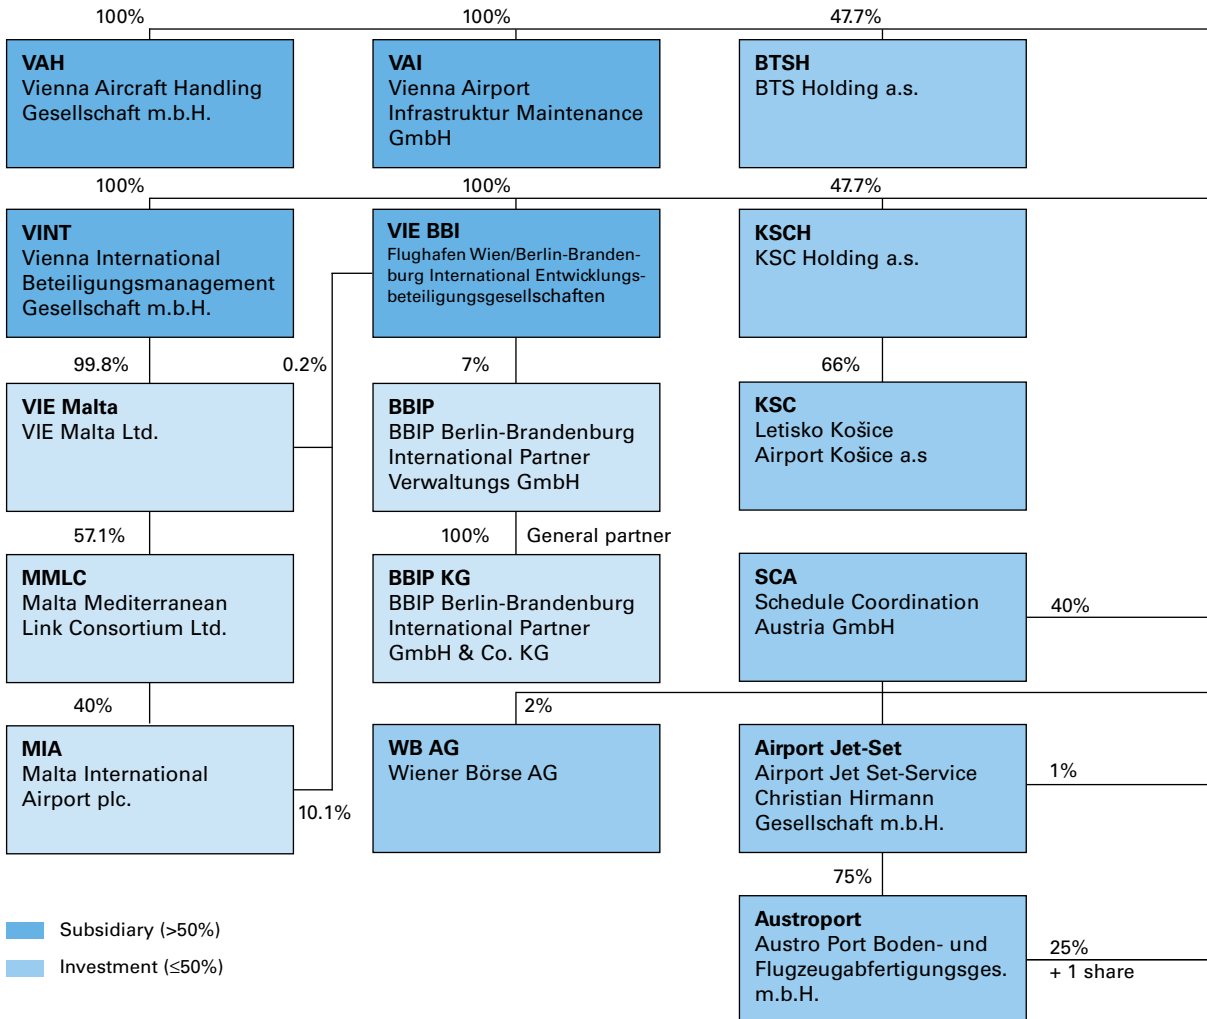 100%
100%
47.7%
VAH
Vienna Aircraft Handling
Gesellschaft m.b.H.
VAI
Vienna Airport
Infrastruktur Maintenance
GmbH
BTSH
BTS Holding a.s.
100%
100%
47.7%
VINT
Vienna International
Beteiligungsmanagement
Gesellschaft m.b.H.
VIE BBI
Flughafen Wien/Berlin-Branden-
burg International Entwicklungs-
beteiligungsgesellschaften
KSCH
KSC Holding a.s.
99.8%
0.2%
7%
66%
VIE Malta
VIE Malta Ltd.
BBIP
BBIP Berlin-Brandenburg
International Partner
Verwaltungs GmbH
KSC
Letisko Košice
Airport Košice a.s
57.1%
100%
General partner
MMLC
Malta Mediterranean
Link Consortium Ltd.
BBIP KG
BBIP Berlin-Brandenburg
International Partner
GmbH & Co. KG
SCA
Schedule Coordination
Austria GmbH
40%
40%
2%
MIA
Malta International
Airport plc.
10.1%
WB AG
Wiener Börse AG
Airport Jet-Set
Airport Jet Set-Service
Christian Hirmann
Gesellschaft m.b.H.
1%
75%
Austroport
Austro Port Boden- und
Flugzeugabfertigungsges.
m.b.H.
25%
+ 1 share
Subsidiary (>50%)
Investment (≤50%)